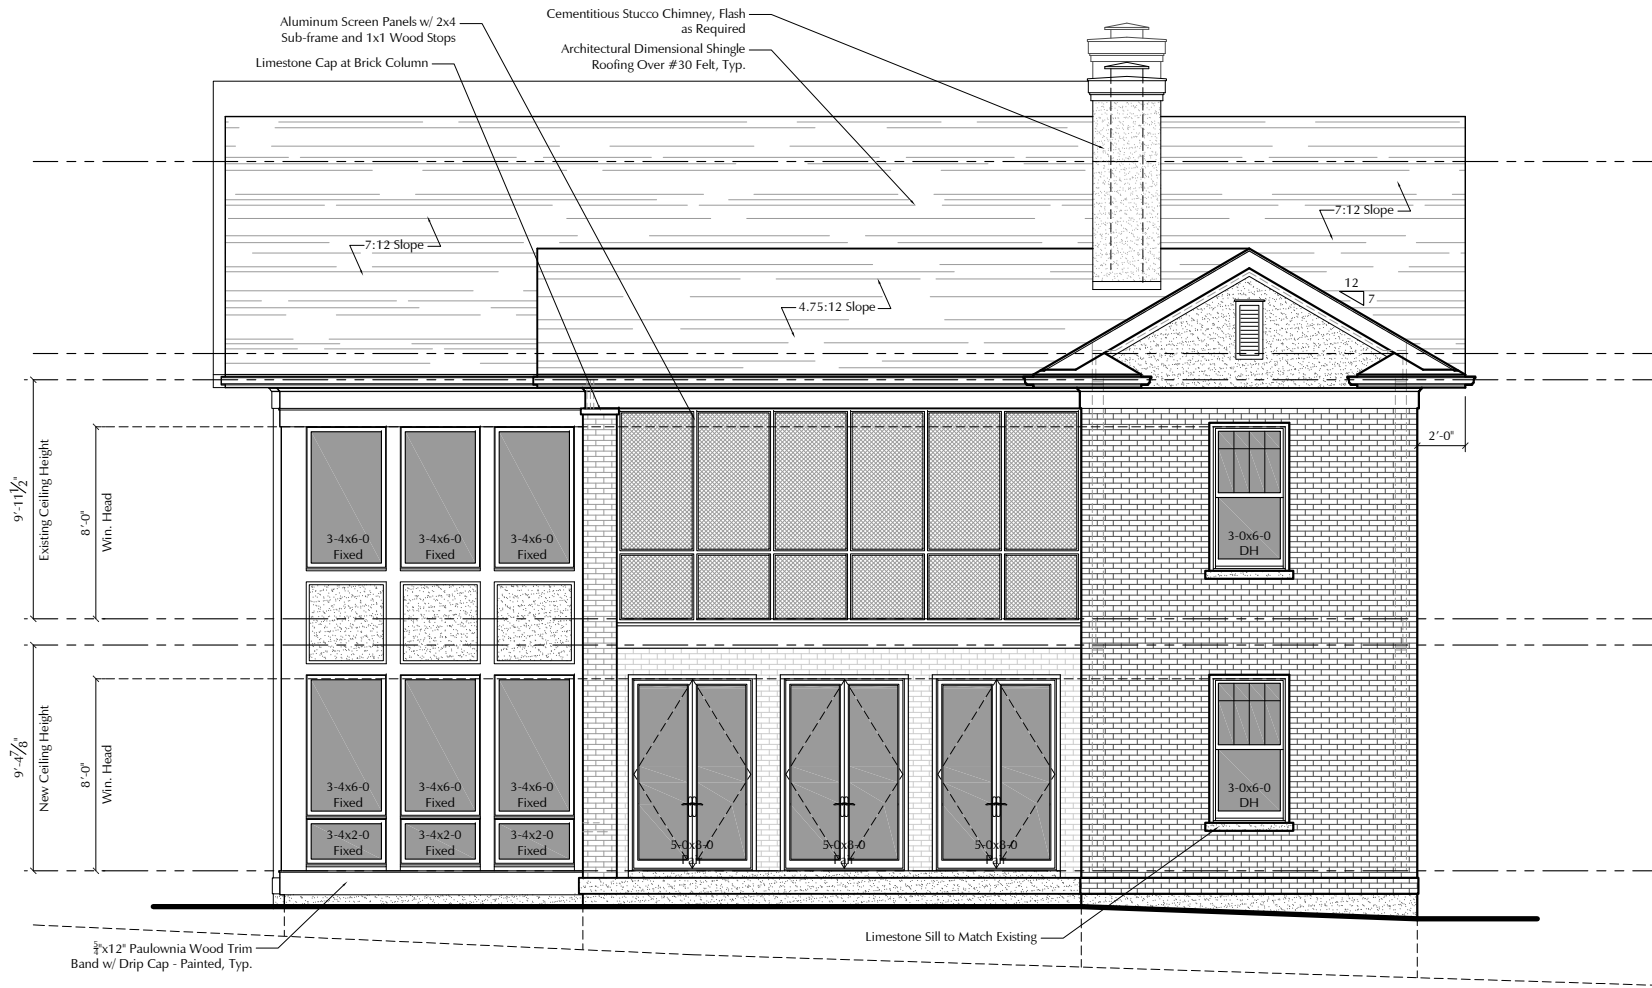 Aluminum Screen Panels w/ 2x4
Sub-frame and 1x1 Wood Stops
Limestone Cap at Brick Column
Cementitious Stucco Chimney, Flash
as Required
Architectural Dimensional Shingle
Roofing Over #30 Felt, Typ.
7:12 Slope
7:12 Slope
4.75:12 Slope
12
7
2'-0"
9'-11½"
Existing Ceiling Height
8'-0"
Win. Head
3-4x6-0
Fixed
3-4x6-0
Fixed
3-4x6-0
Fixed
3-0x6-0
DH
9'-4⅞"
New Ceiling Height
8'-0"
Win. Head
3-4x6-0
Fixed
3-4x6-0
Fixed
3-4x6-0
Fixed
3-4x2-0
Fixed
3-4x2-0
Fixed
3-4x2-0
Fixed
5-0x8-0
5-0x8-0
5-0x8-0
3-0x6-0
DH
Limestone Sill to Match Existing
5/4"x12" Paulownia Wood Trim
Band w/ Drip Cap - Painted, Typ.